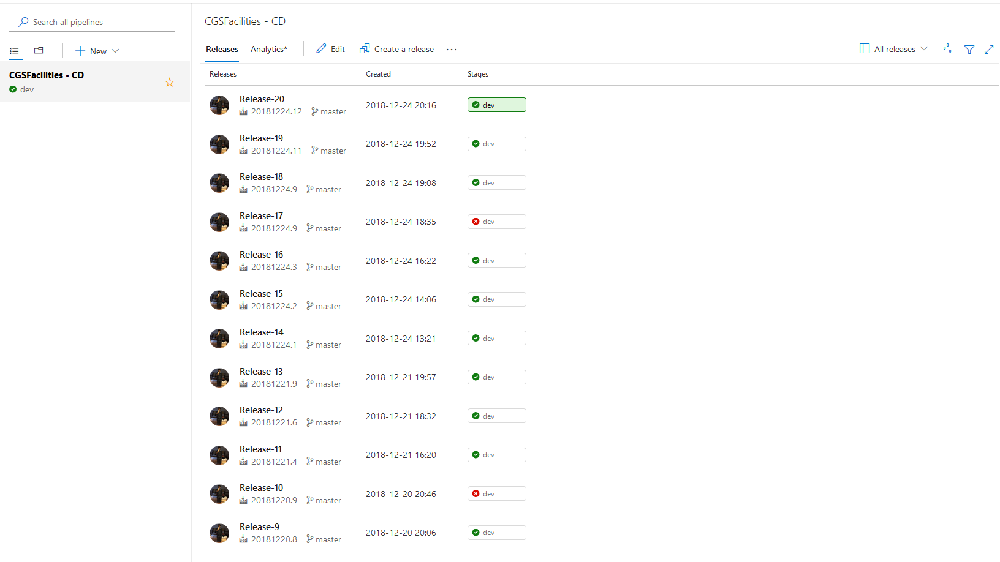 Search all pipelines
New
CGSFacilities - CD
dev
CGSFacilities - CD
Releases Analytics* Edit Create a release ... All releases
Releases Created Stages
Release-20
20181224.12 master 2018-12-24 20:16 dev
Release-19
20181224.11 master 2018-12-24 19:52 dev
Release-18
20181224.9 master 2018-12-24 19:08 dev
Release-17
20181224.9 master 2018-12-24 18:35 dev
Release-16
20181224.3 master 2018-12-24 16:22 dev
Release-15
20181224.2 master 2018-12-24 14:06 dev
Release-14
20181224.1 master 2018-12-24 13:21 dev
Release-13
20181221.9 master 2018-12-21 19:57 dev
Release-12
20181221.6 master 2018-12-21 18:32 dev
Release-11
20181221.4 master 2018-12-21 16:20 dev
Release-10
20181220.9 master 2018-12-20 20:46 dev
Release-9
20181220.8 master 2018-12-20 20:06 dev